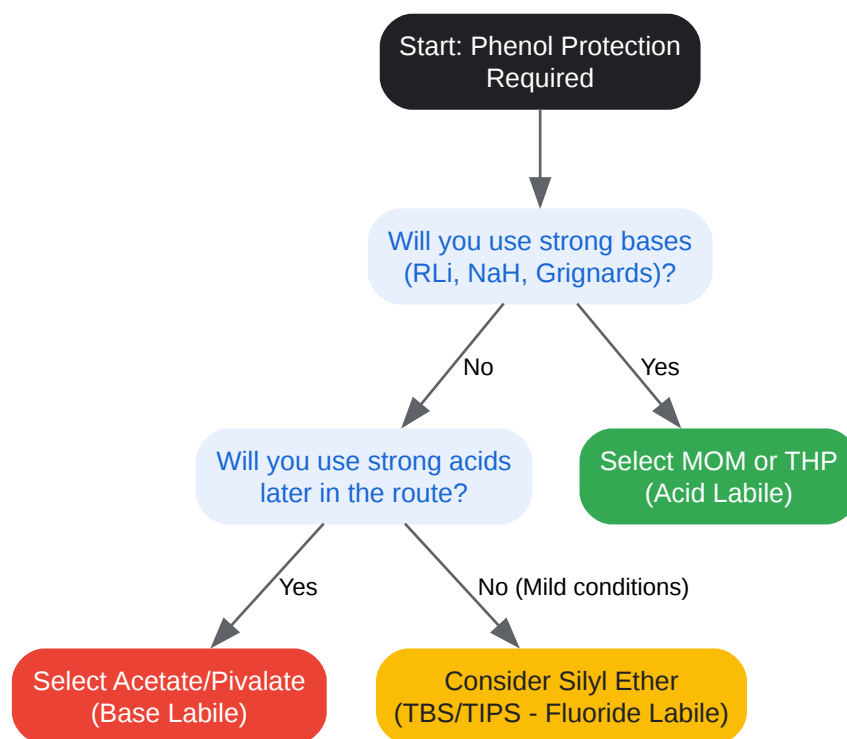 Start: Phenol Protection
Required
Will you use strong bases
(RLi, NaH, Grignards)?
No
Yes
Will you use strong acids
later in the route?
Select MOM or THP
(Acid Labile)
Yes
No (Mild conditions)
Select Acetate/Pivalate
(Base Labile)
Consider Silyl Ether
(TBS/TIPS - Fluoride Labile)